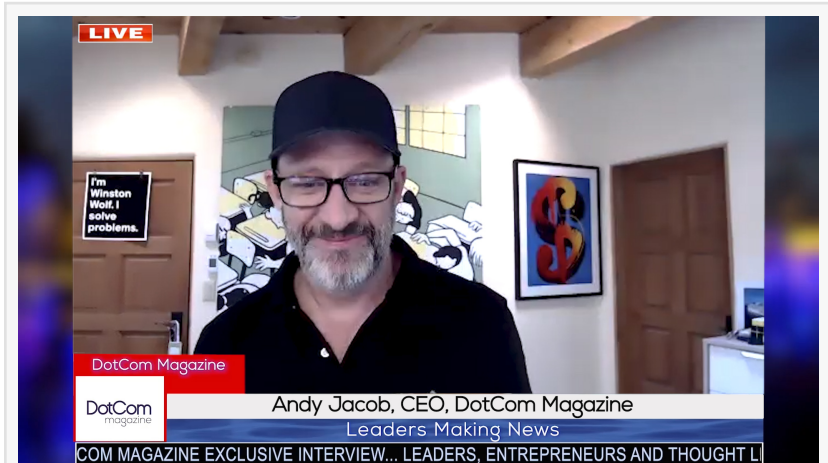 LIVE
I'm
Winston
Wolf. I
solve
problems.
DotCom Magazine
DotCom
magazine
Andy Jacob, CEO, DotCom Magazine
Leaders Making News
COM MAGAZINE EXCLUSIVE INTERVIEW... LEADERS, ENTREPRENEURS AND THOUGHT